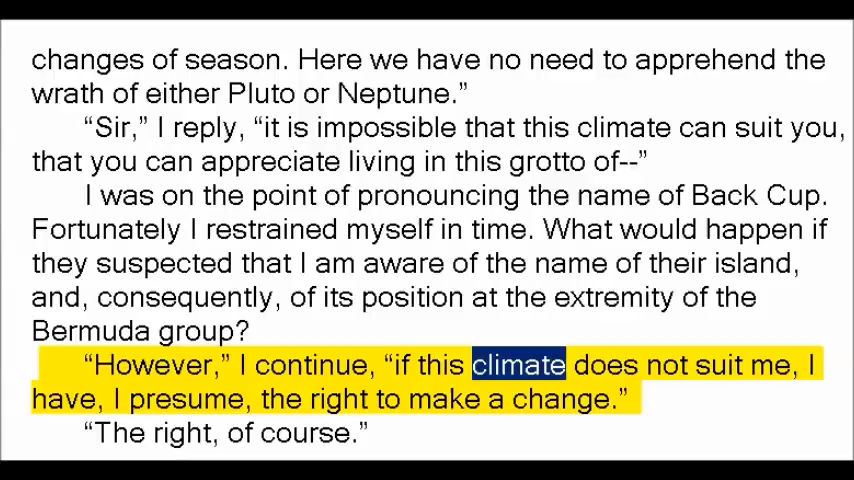 changes of season. Here we have no need to apprehend the
wrath of either Pluto or Neptune.”
“Sir,” I reply, “it is impossible that this climate can suit you,
that you can appreciate living in this grotto of--”
I was on the point of pronouncing the name of Back Cup.
Fortunately I restrained myself in time. What would happen if
they suspected that I am aware of the name of their island,
and, consequently, of its position at the extremity of the
Bermuda group?
“However,” I continue, “if this climate does not suit me, I
have, I presume, the right to make a change.”
“The right, of course.”